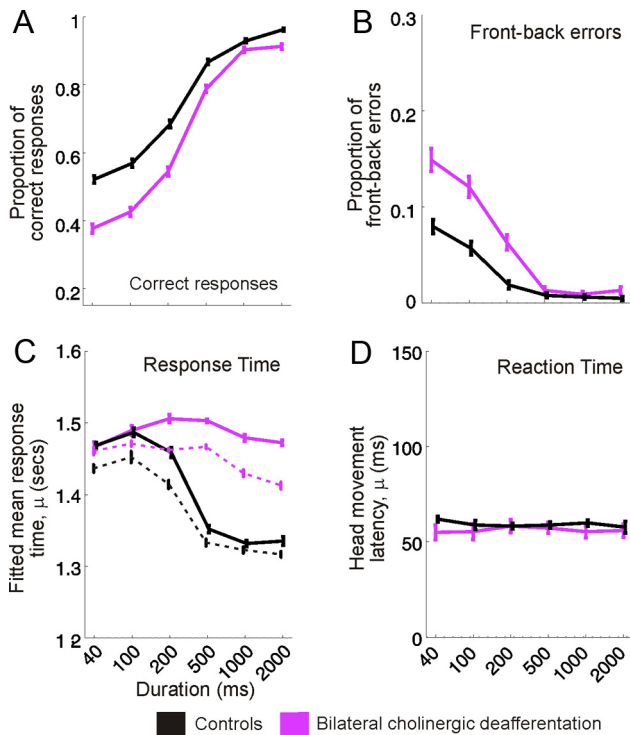 A
1
0.8
0.6
0.4
0.2
Proportion of
correct responses
Correct responses
B
0.3
0.2
0.1
0
Proportion of
front-back errors
Front-back errors
C
1.6
1.5
1.4
1.3
1.2
Fitted mean response
time, μ (secs)
Response Time
40
100
200
500
1000
2000
Duration (ms)
D
150
100
50
0
Head movement
latency, μ (ms)
Reaction Time
40
100
200
500
1000
2000
Controls
Bilateral cholinergic deafferentation